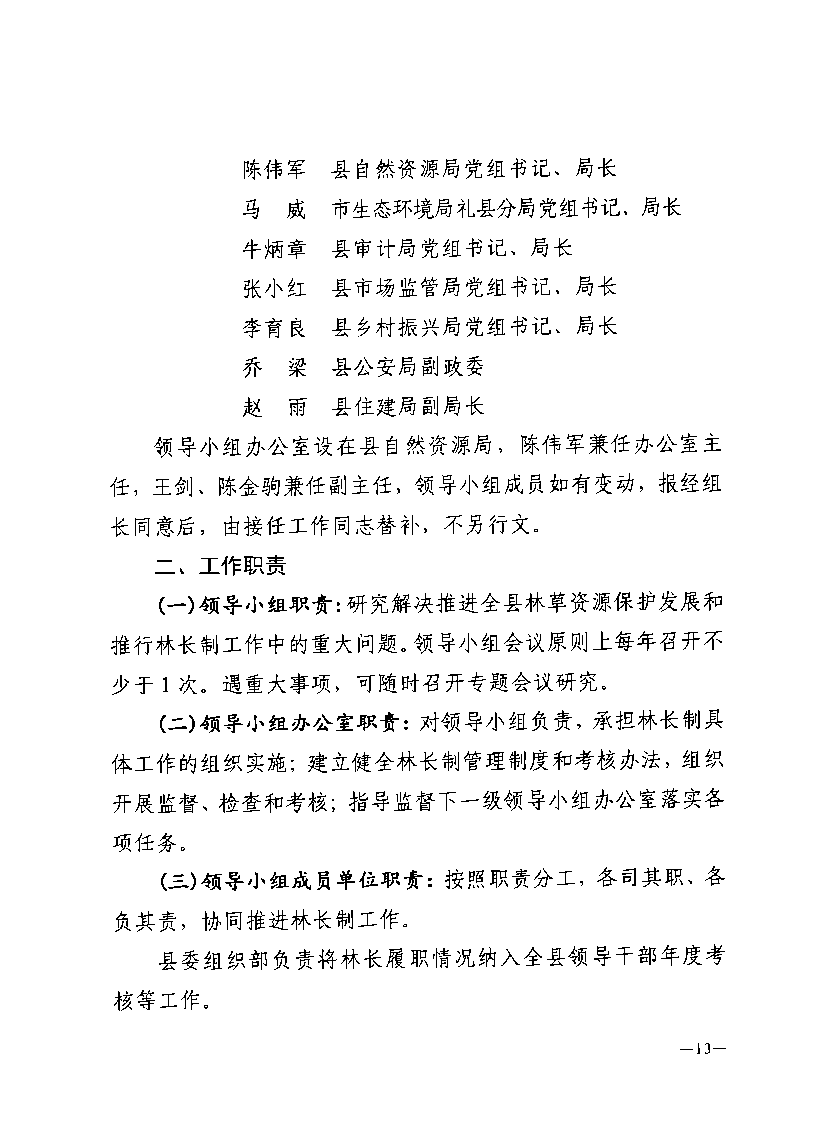 陈伟军 县自然资源局党组书记、局长
马 威 市生态环境局礼县分局党组书记、局长
牛炳章 县审计局党组书记、局长
张小红 县市场监管局党组书记、局长
李育良 县乡村振兴局党组书记、局长
乔 梁 县公安局副政委
赵 雨 县住建局副局长
领导小组办公室设在县自然资源局，陈伟军兼任办公室主
任，王剑、陈金驹兼任副主任，领导小组成员如有变动，报经组
长同意后，由接任工作同志替补，不另行文。
二、工作职责
(一)领导小组职责：研究解决推进全县林草资源保护发展和
推行林长制工作中的重大问题。领导小组会议原则上每年召开不
少于1次。遇重大事项，可随时召开专题会议研究。
(二)领导小组办公室职责：对领导小组负责，承担林长制具
体工作的组织实施；建立健全林长制管理制度和考核办法，组织
开展监督、检查和考核；指导监督下一级领导小组办公室落实各
项任务。
(三)领导小组成员单位职责：按照职责分工，各司其职、各
负其责，协同推进林长制工作。
县委组织部负责将林长履职情况纳入全县领导干部年度考
核等工作。
—13—